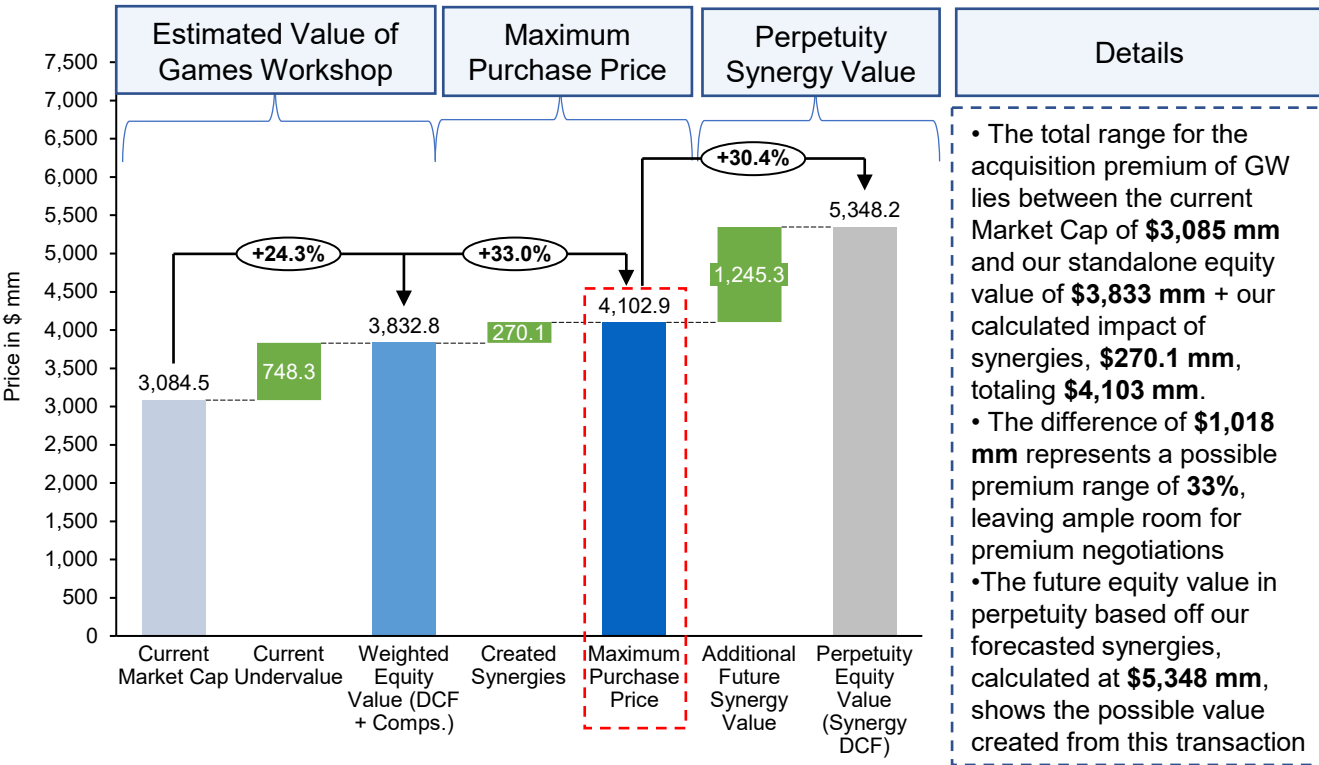 Estimated Value of
Games Workshop
Maximum
Purchase Price
Perpetuity
Synergy Value
Details
Price in $ mm
7,500
7,000
6,500
6,000
5,500
5,000
4,500
4,000
3,500
3,000
2,500
2,000
1,500
1,000
500
0
+24.3%
+33.0%
+30.4%
3,084.5
748.3
3,832.8
270.1
4,102.9
1,245.3
5,348.2
Current
Market Cap
Current
Undervalue
Weighted
Equity
Value (DCF
+ Comps.)
Created
Synergies
Maximum
Purchase
Price
Additional
Future
Synergy
Value
Perpetuity
Equity
Value
(Synergy
DCF)
• The total range for the
acquisition premium of GW
lies between the current
Market Cap of $3,085 mm
and our standalone equity
value of $3,833 mm + our
calculated impact of
synergies, $270.1 mm,
totaling $4,103 mm.
• The difference of $1,018
mm represents a possible
premium range of 33%,
leaving ample room for
premium negotiations
•The future equity value in
perpetuity based off our
forecasted synergies,
calculated at $5,348 mm,
shows the possible value
created from this transaction